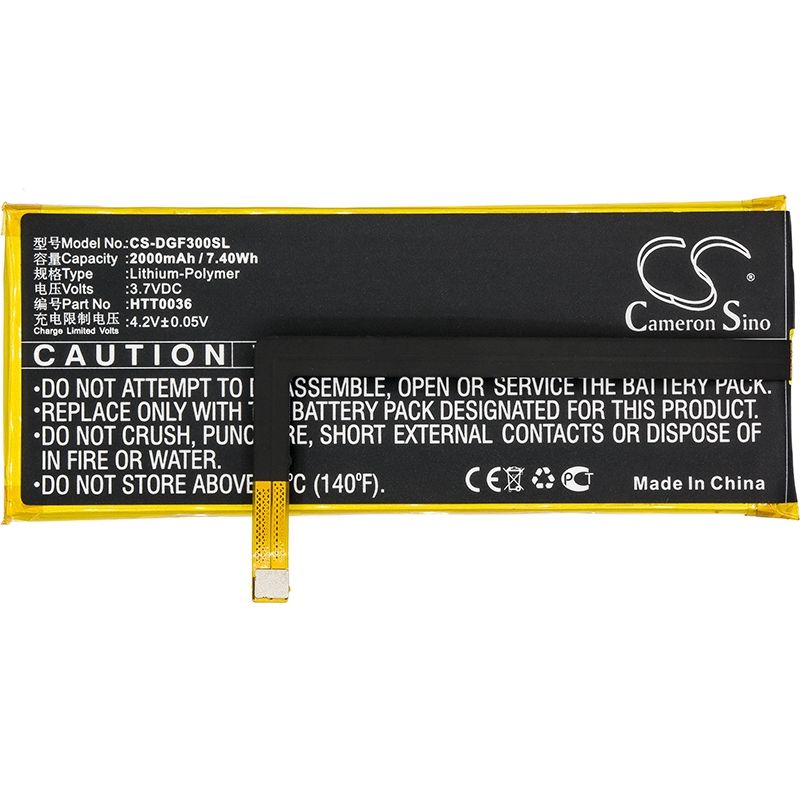 型号Model No.: CS-DGF300SL
容量Capacity: 2000mAh / 7.40Wh
规格Type: Lithium-Polymer
电压Volts: 3.7VDC
编号Part No: HTT0036
充电限制电压: 4.2V±0.05V
Charge Limited Volts
CS
Cameron Sino
CAUTION
•DO NOT ATTEMPT TO ASSEMBLE, OPEN OR SERVICE THE BATTERY PACK.
•REPLACE ONLY WITH BATTERY PACK DESIGNATED FOR THIS PRODUCT.
•DO NOT CRUSH, SHORT EXTERNAL CONTACTS OR DISPOSE OF
IN FIRE OR WATER.
•DO NOT STORE ABOVE °C (140°F).
CE PCT Made In China